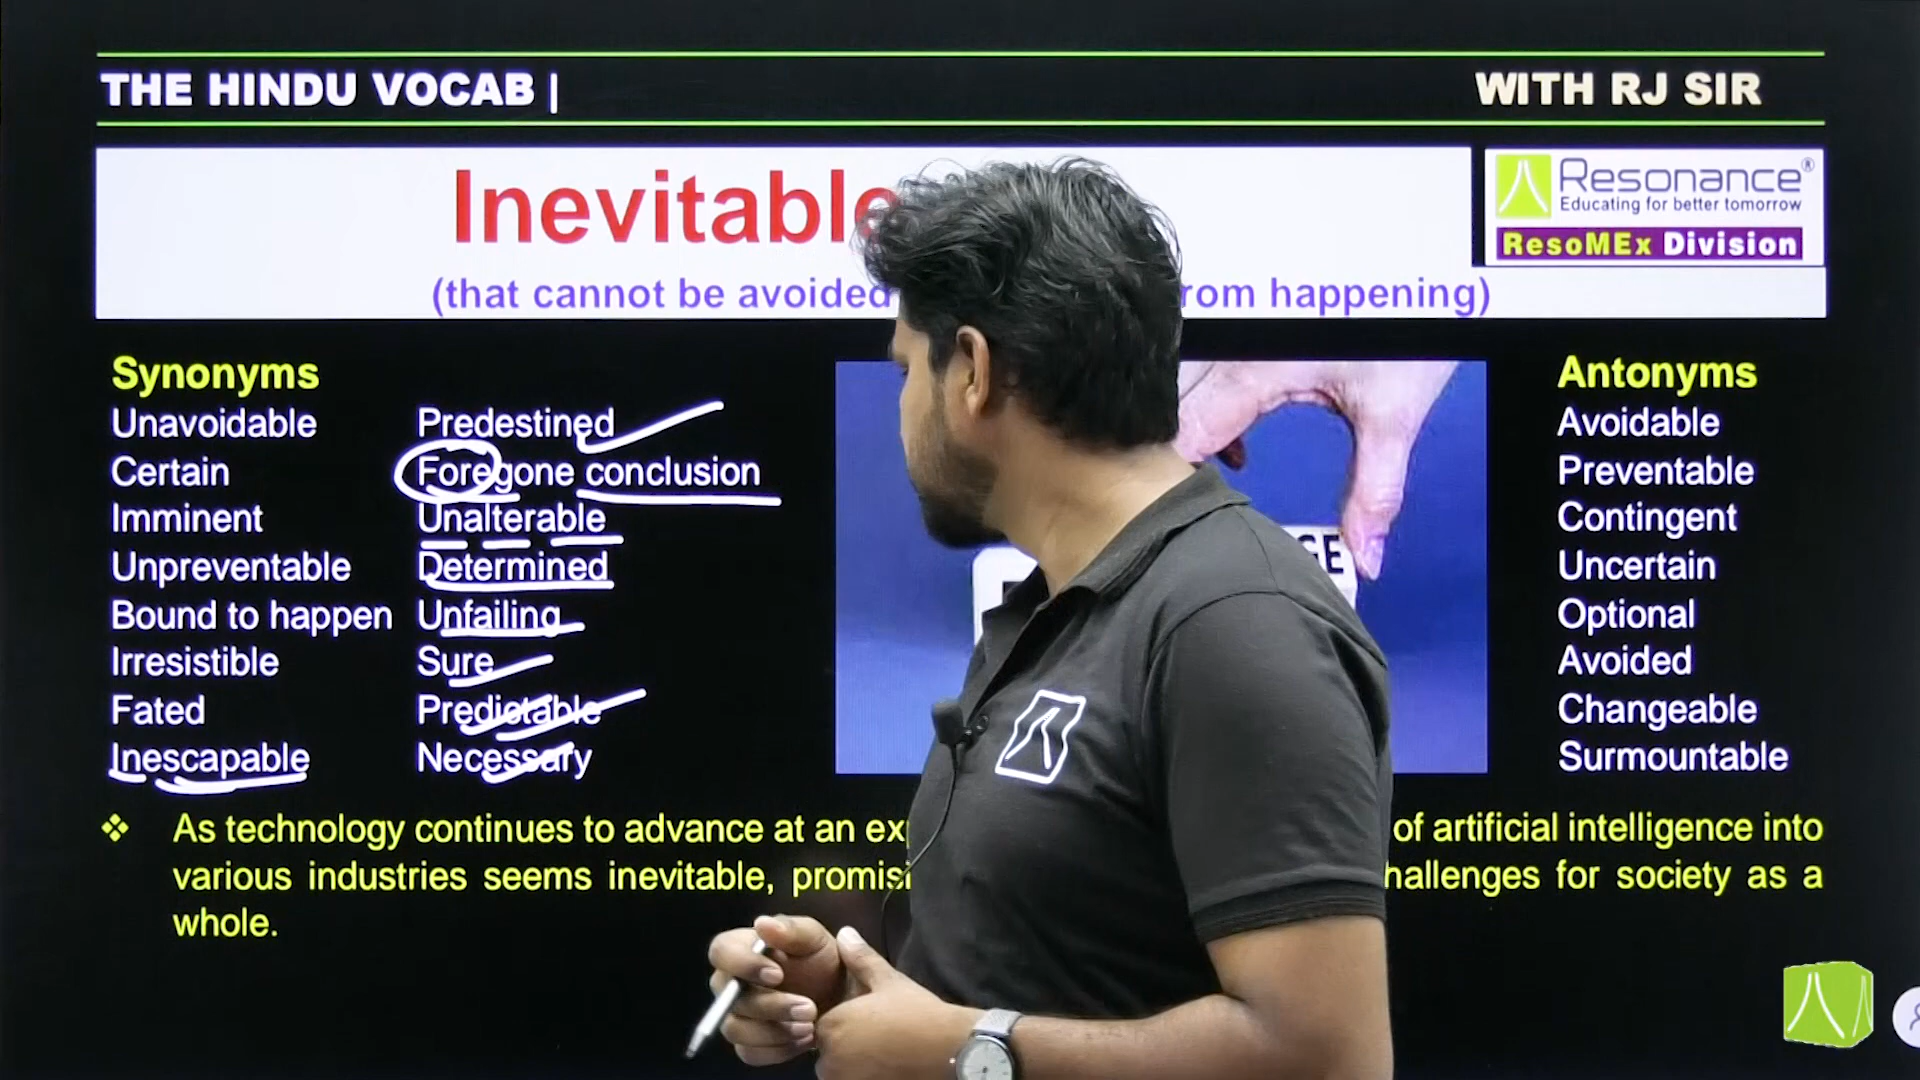 THE HINDU VOCAB |
WITH RJ SIR
Inevitable
(that cannot be avoided rom happening)
Resonance®
Educating for better tomorrow
ResoMEx Division
Synonyms
Unavoidable Predestined
Certain Foregone conclusion
Imminent Unalterable
Unpreventable Determined
Bound to happen Unfailing
Irresistible Sure
Fated Predictable
Inescapable Necessary
GE
Antonyms
Avoidable
Preventable
Contingent
Uncertain
Optional
Avoided
Changeable
Surmountable
❖ As technology continues to advance at an ex of artificial intelligence into
various industries seems inevitable, promisi hallenges for society as a
whole.